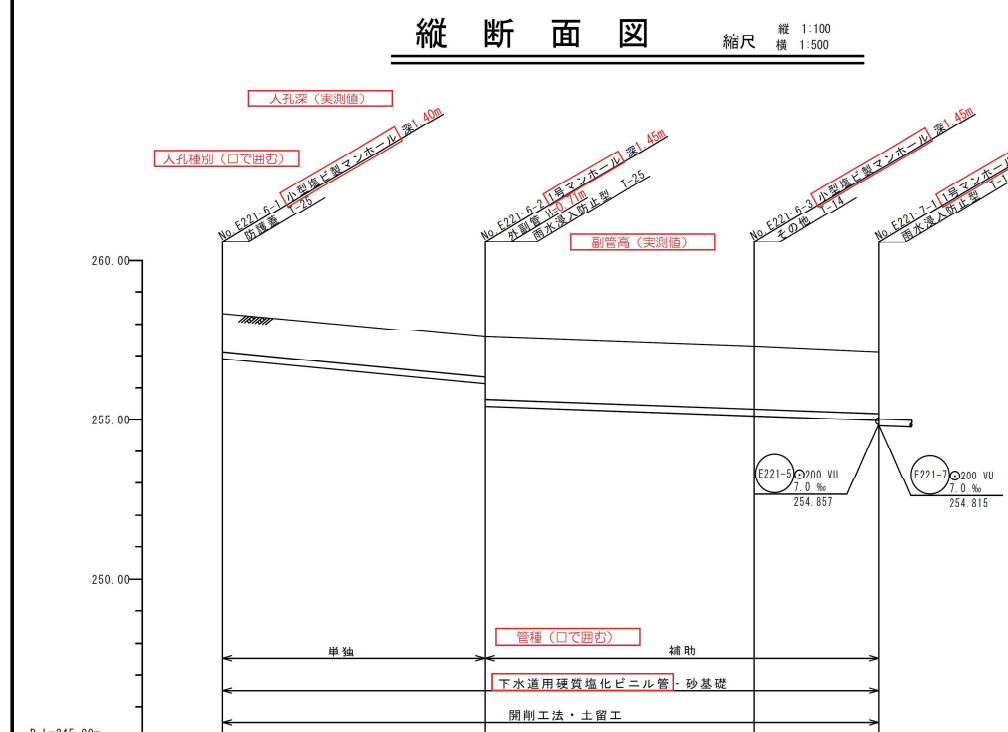 縦断面図
縮尺 縦 1:100
横 1:500
人孔深（実測値）
人孔種別（口で囲む）
No E221-6-1 小型塩ビ製マンホール 深1.40m
防護蓋 T-25
No E221-6-2 1号マンホール 深1.45m
外副管 H=0.71m
雨水浸入防止型 T-25
副管高（実測値）
No E221-6-3 小型塩ビ製マンホール 深1.45m
その他 T-14
No E221-7-1 1号マンホール
雨水浸入防止型
260.00
255.00
250.00
E221-5 200 VU
7.0 ‰
254.857
E221-7 200 VU
7.0 ‰
254.815
管種（口で囲む）
単独
補助
下水道用硬質塩化ビニル管・砂基礎
開削工法・土留工